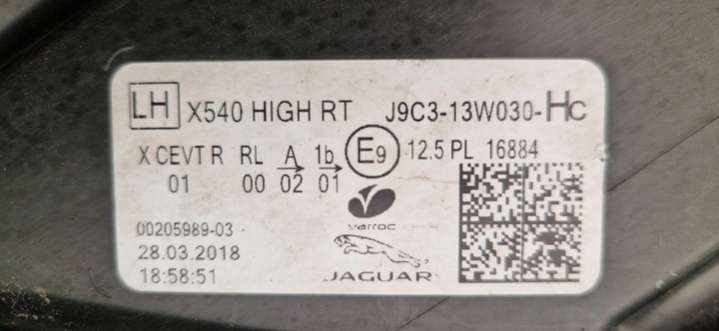 LH X540 HIGH RT J9C3-13W030-Hc
X CEVT R RL A 1b E9 12.5 PL 16884
01 00 02 01
varroc
00205989-03
28.03.2018
18:58:51 JAGUAR